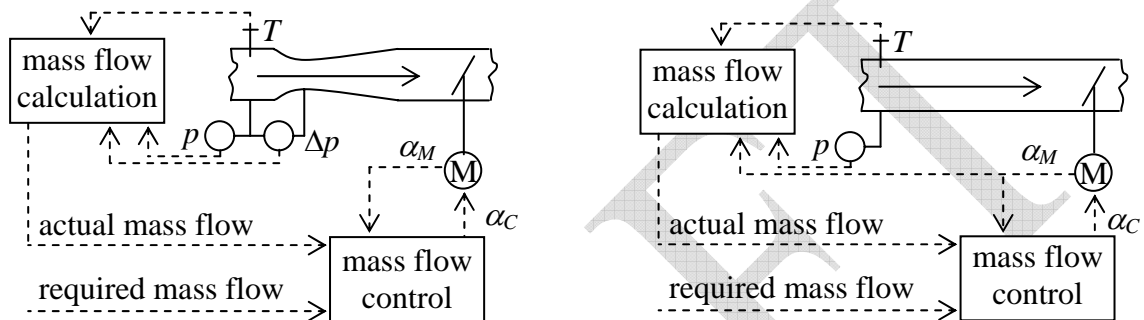 T
mass flow
calculation
p
Δp
α_M
M
α_C
actual mass flow
required mass flow
mass flow
control
T
mass flow
calculation
p
α_M
M
α_C
actual mass flow
required mass flow
mass flow
control